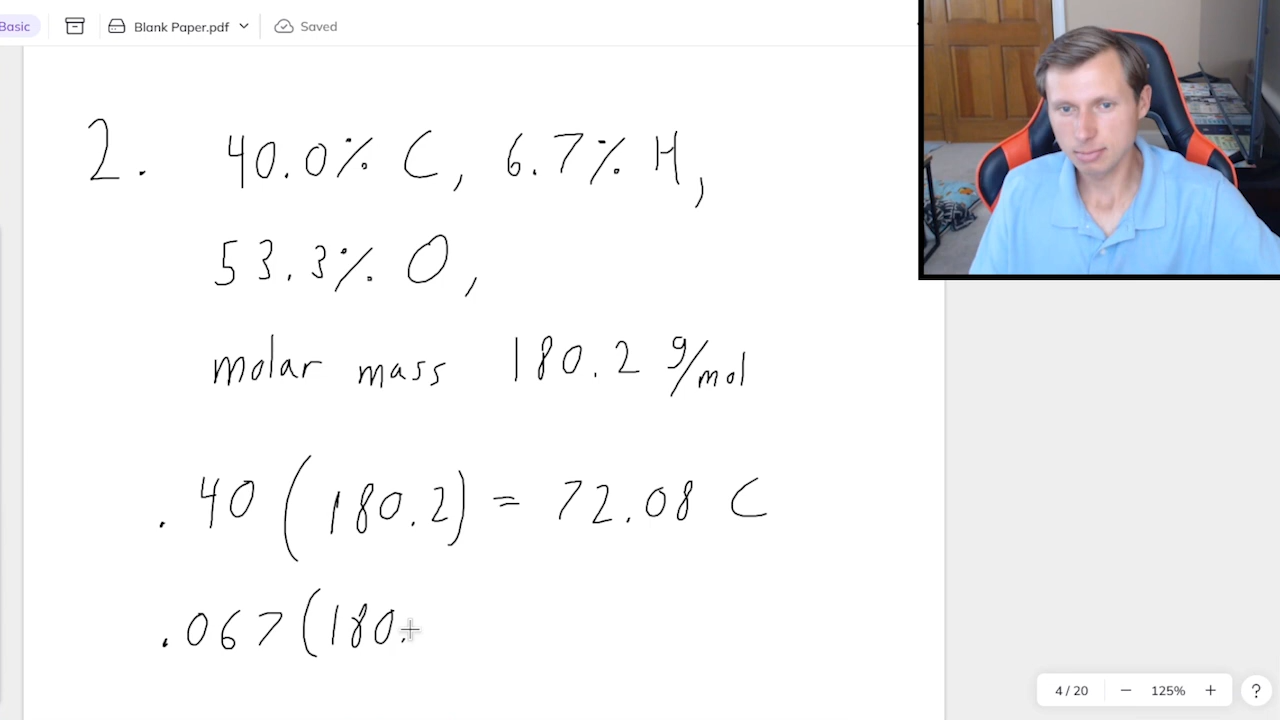 Basic Blank Paper.pdf Saved
2. 40.0% C, 6.7% H,
53.3% O,
molar mass 180.2 g/mol
.40 (180.2) = 72.08 C
.067 (180.
4 / 20 − 125% + ?